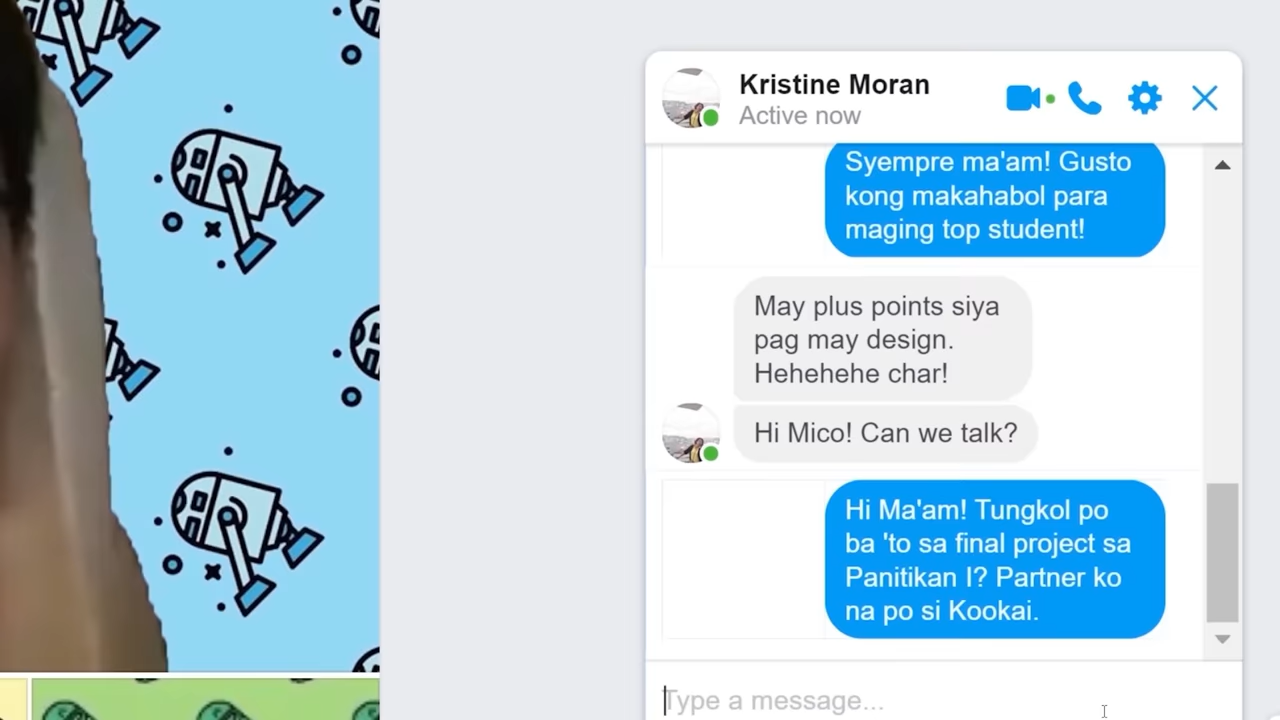 Kristine Moran
Active now
Syempre ma'am! Gusto
kong makahabol para
maging top student!
May plus points siya
pag may design.
Hehehehe char!
Hi Mico! Can we talk?
Hi Ma'am! Tungkol po
ba 'to sa final project sa
Panitikan I? Partner ko
na po si Kookai.
Type a message...